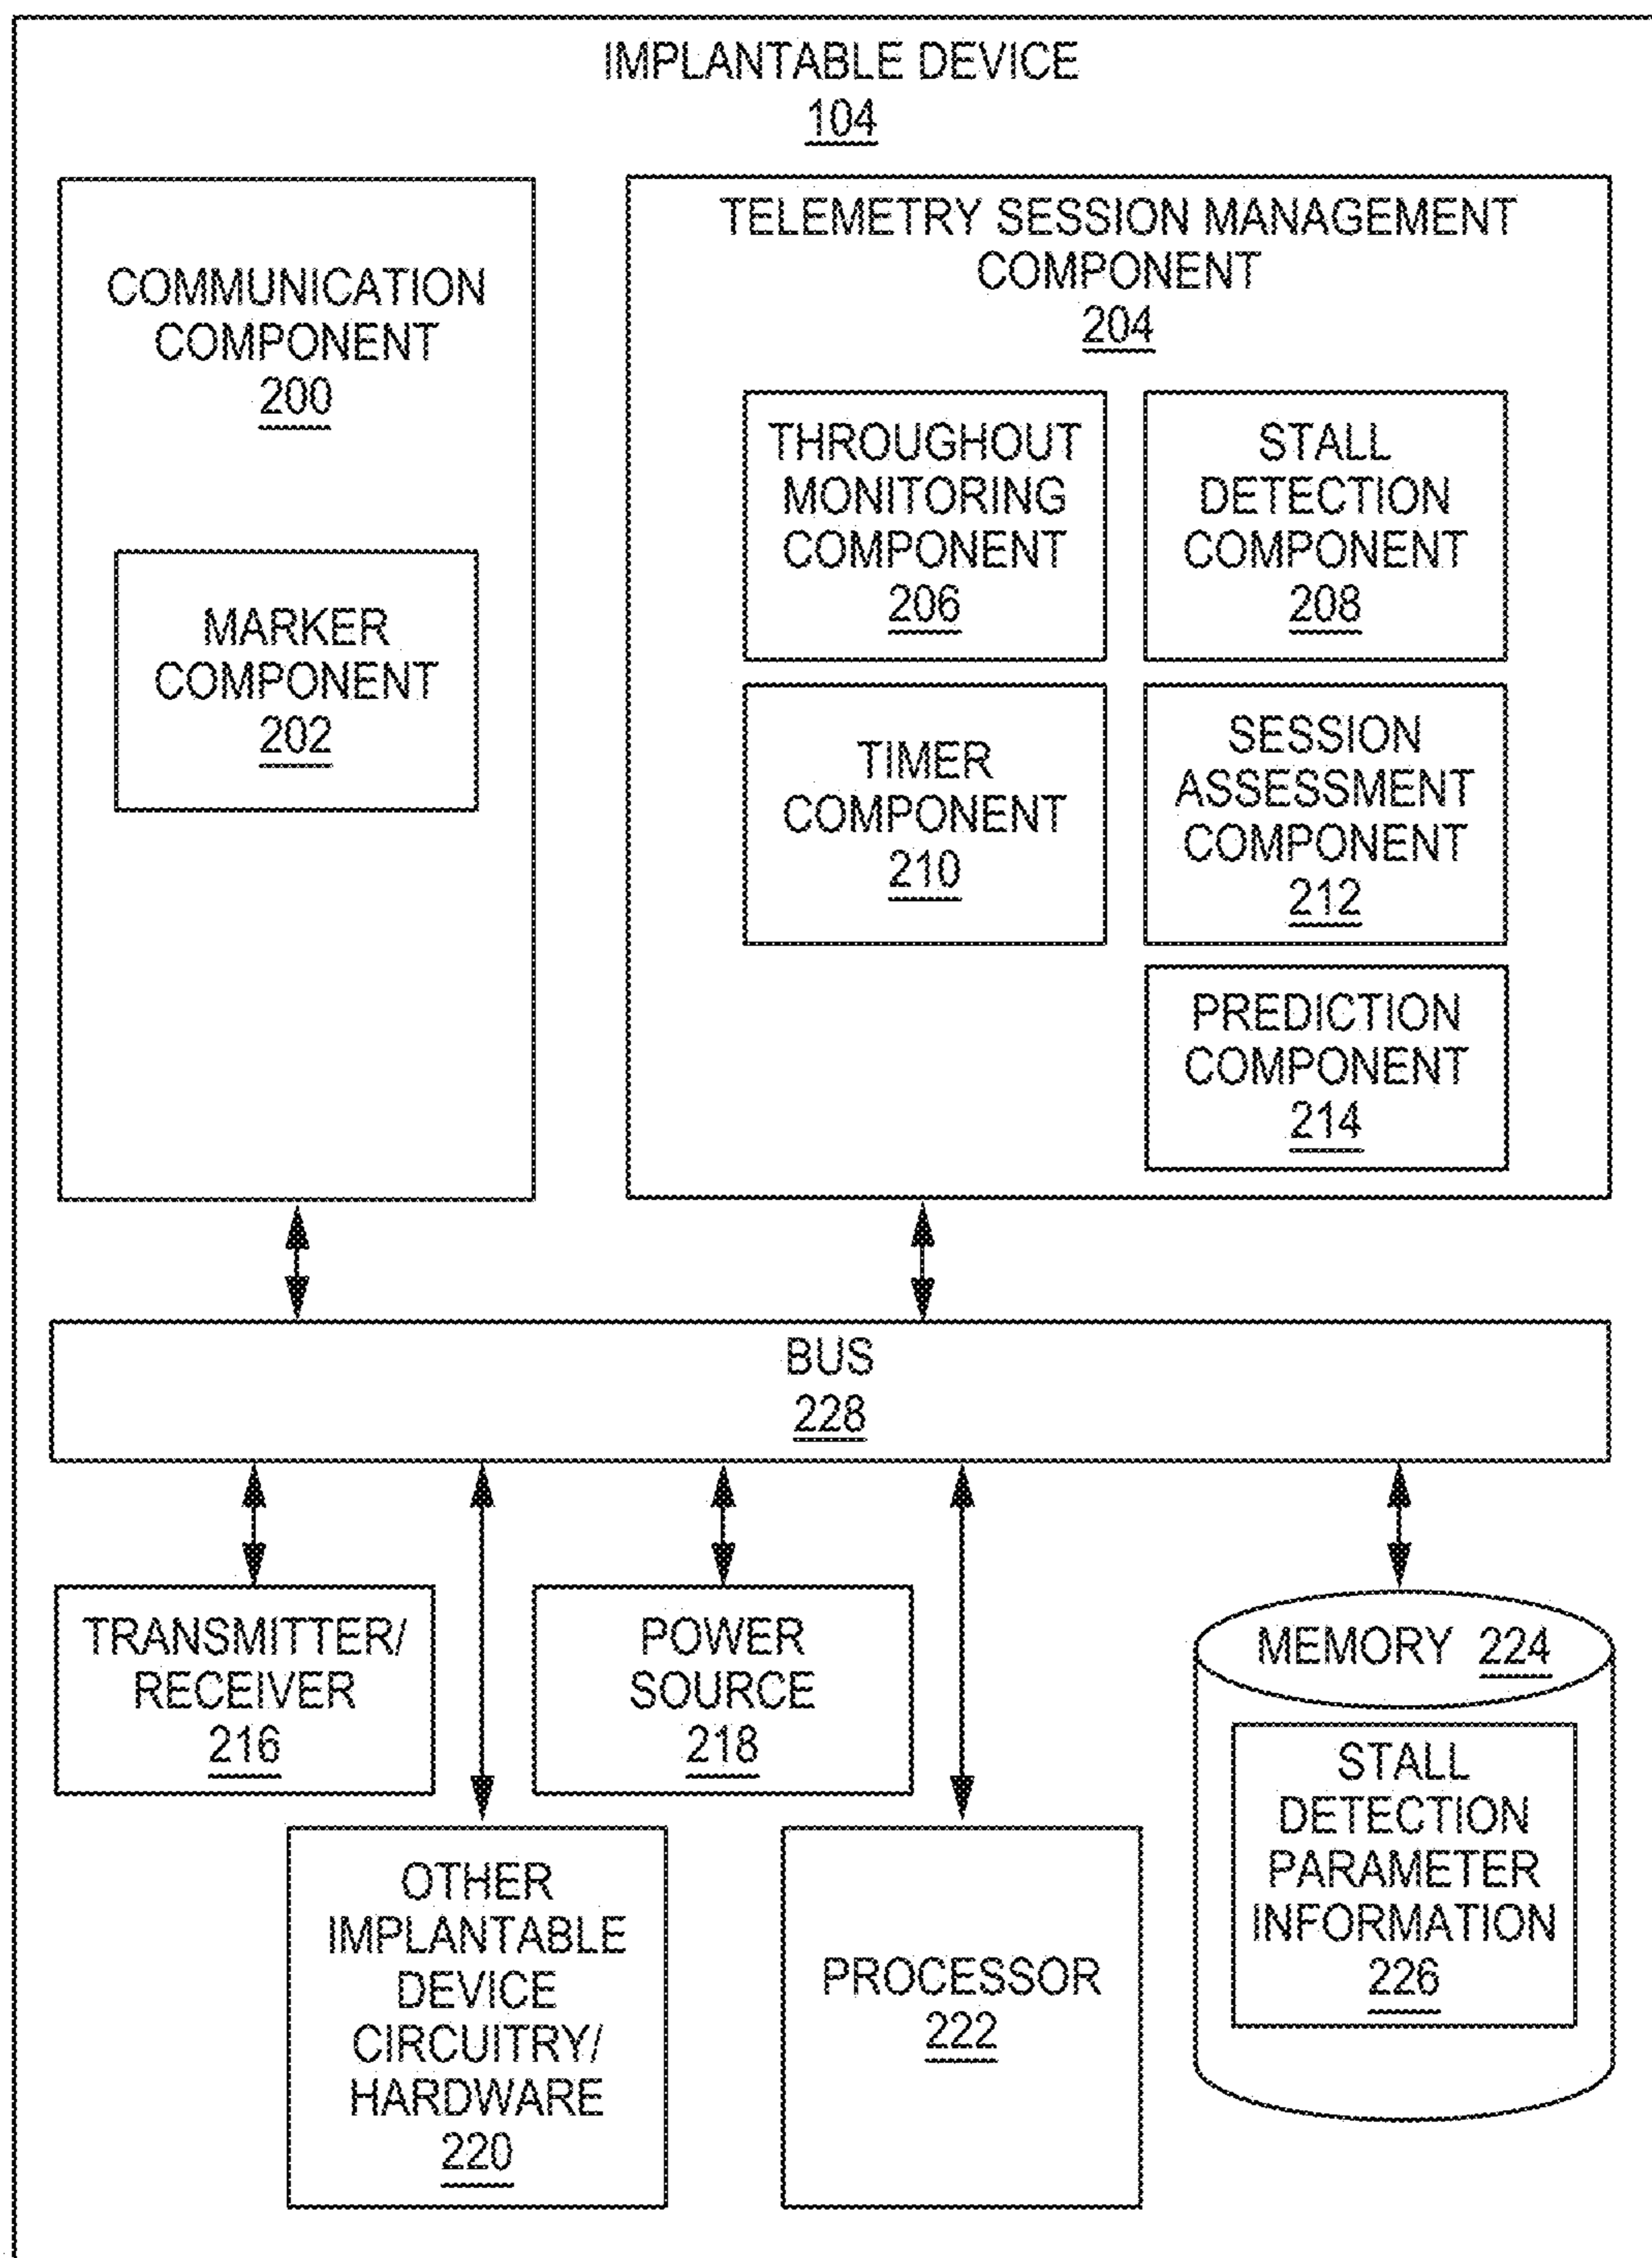 IMPLANTABLE DEVICE
104
COMMUNICATION
COMPONENT
200
MARKER
COMPONENT
202
TELEMETRY SESSION MANAGEMENT
COMPONENT
204
THROUGHOUT
MONITORING
COMPONENT
206
STALL
DETECTION
COMPONENT
208
TIMER
COMPONENT
210
SESSION
ASSESSMENT
COMPONENT
212
PREDICTION
COMPONENT
214
BUS
228
TRANSMITTER/
RECEIVER
216
POWER
SOURCE
218
MEMORY 224
STALL
DETECTION
PARAMETER
INFORMATION
226
OTHER
IMPLANTABLE
DEVICE
CIRCUITRY/
HARDWARE
220
PROCESSOR
222